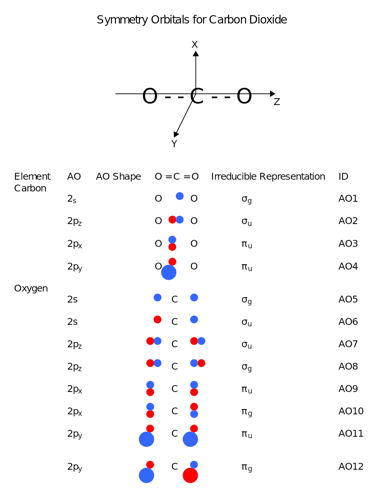 Symmetry Orbitals for Carbon Dioxide
X
O - - C - - O
Z
Y
Element AO AO Shape O = C = O Irreducible Representation ID
Carbon
2s O O σg AO1
2pz O O σu AO2
2px O O πu AO3
2py O O πu AO4
Oxygen
2s C σg AO5
2s C σu AO6
2pz C σu AO7
2pz C σg AO8
2px C πu AO9
2px C πg AO10
2py C πu AO11
2py C πg AO12